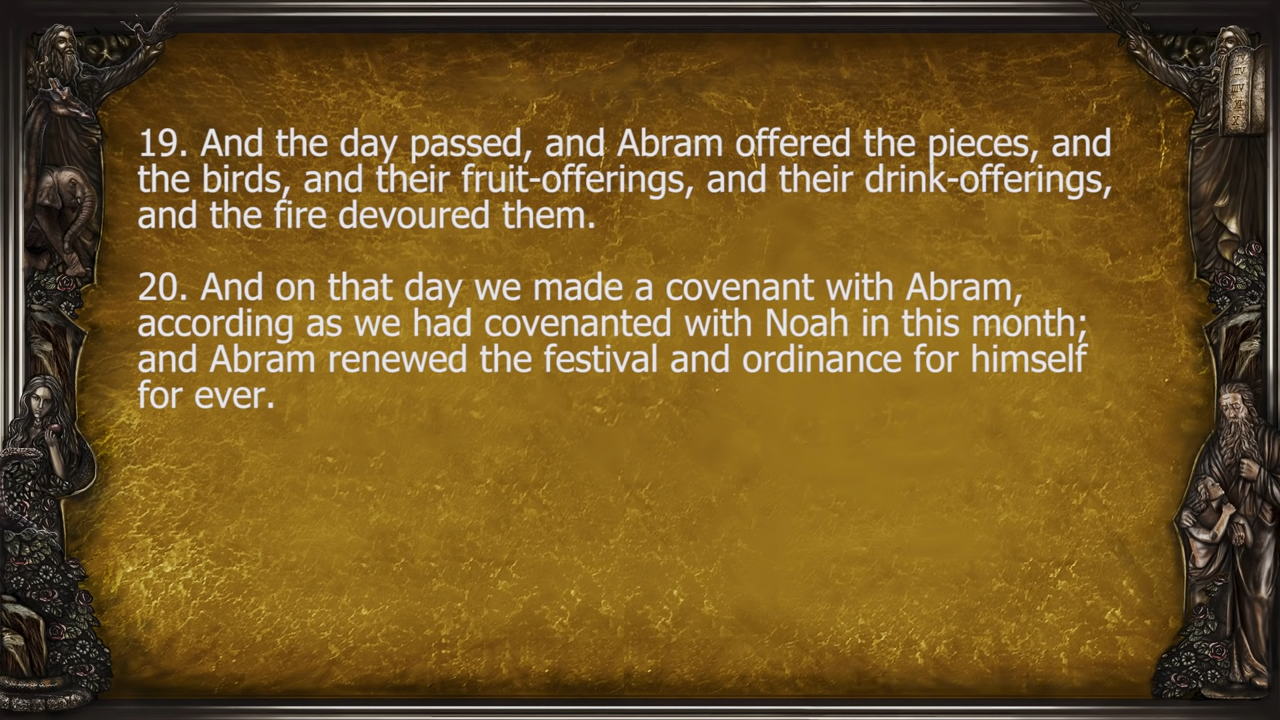 19. And the day passed, and Abram offered the pieces, and
the birds, and their fruit-offerings, and their drink-offerings,
and the fire devoured them.
20. And on that day we made a covenant with Abram,
according as we had covenanted with Noah in this month;
and Abram renewed the festival and ordinance for himself
for ever.